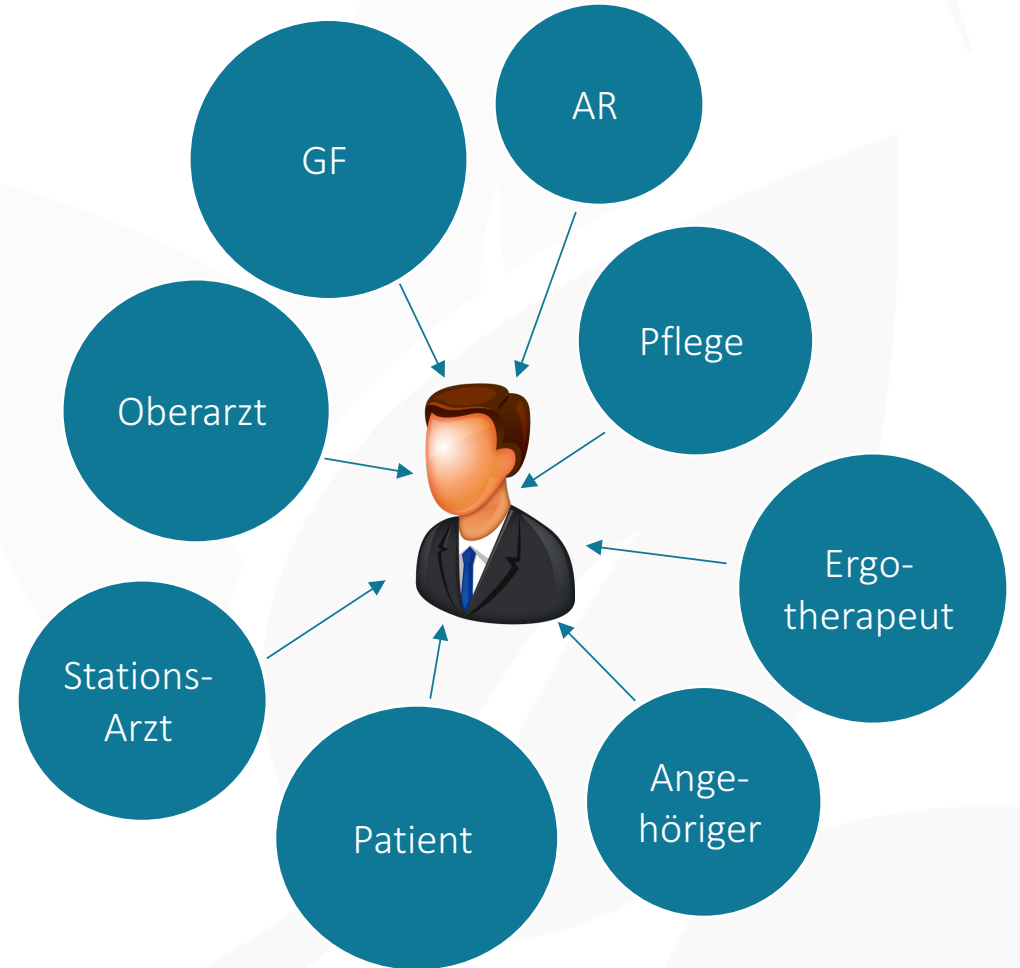 AR
GF
Pflege
Oberarzt
Ergo-
therapeut
Stations-
Arzt
Ange-
höriger
Patient